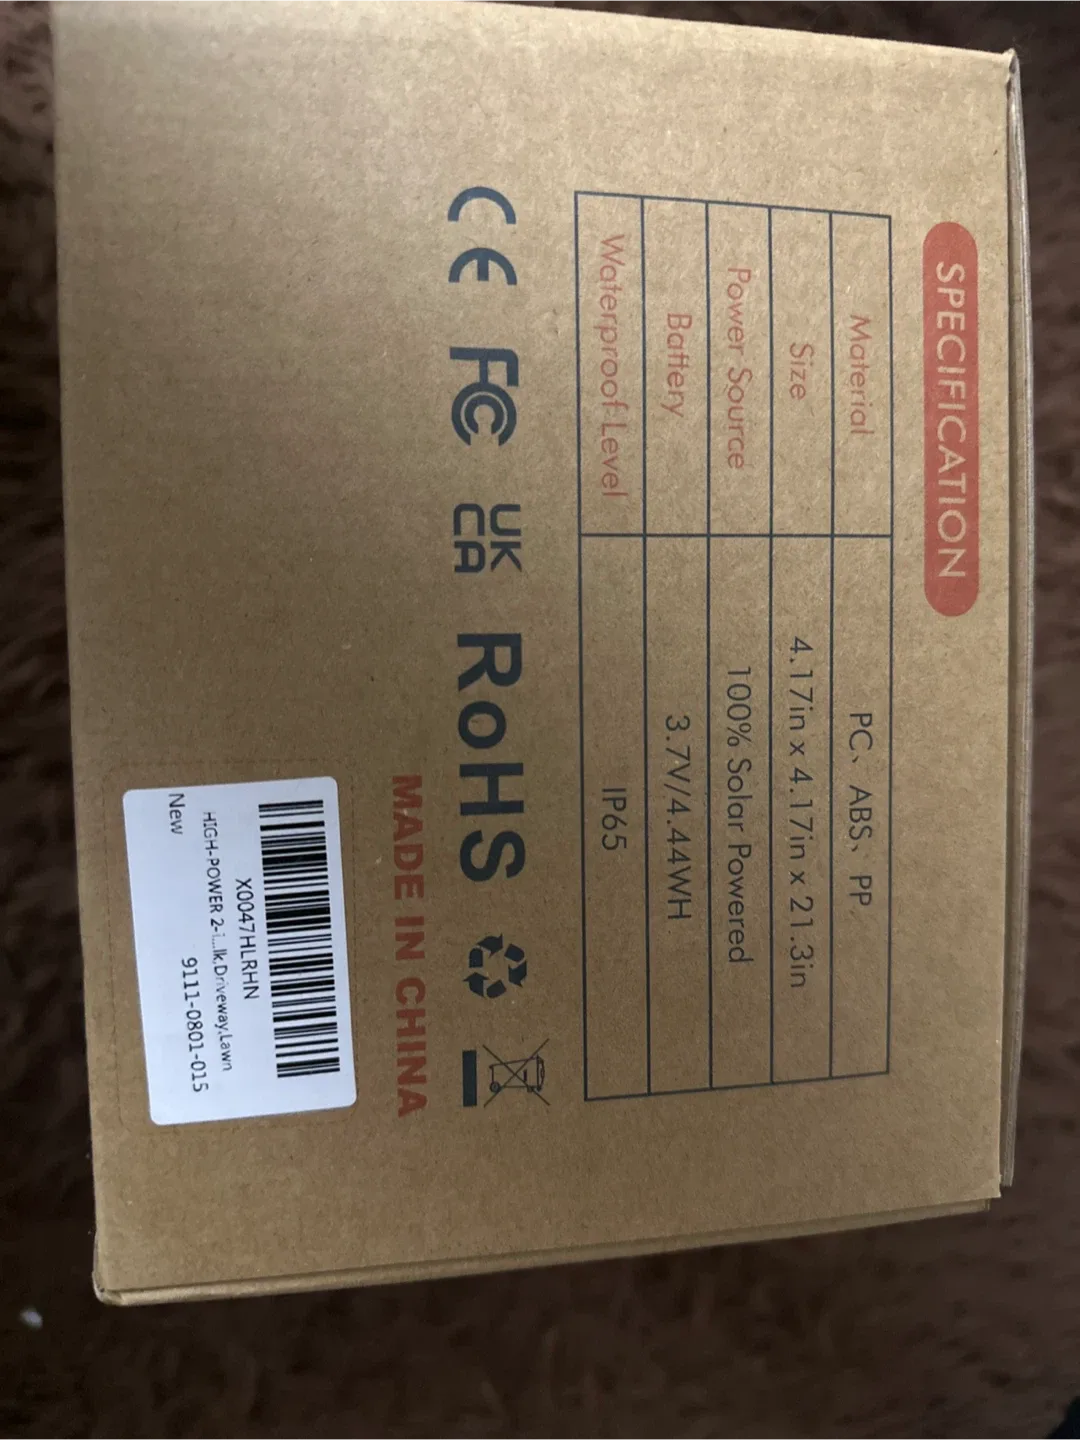 SPECIFICATION
Material PC、ABS、PP
Size 4.17in x 4.17in x 21.3in
Power Source 100% Solar Powered
Battery 3.7V/4.44WH
Waterproof Level IP65
CE FC UK CA RoHS
MADE IN CHINA
X0047HLRHN
HIGH-POWER 2-i...lk,Driveway,Lawn
New 9111-0801-015